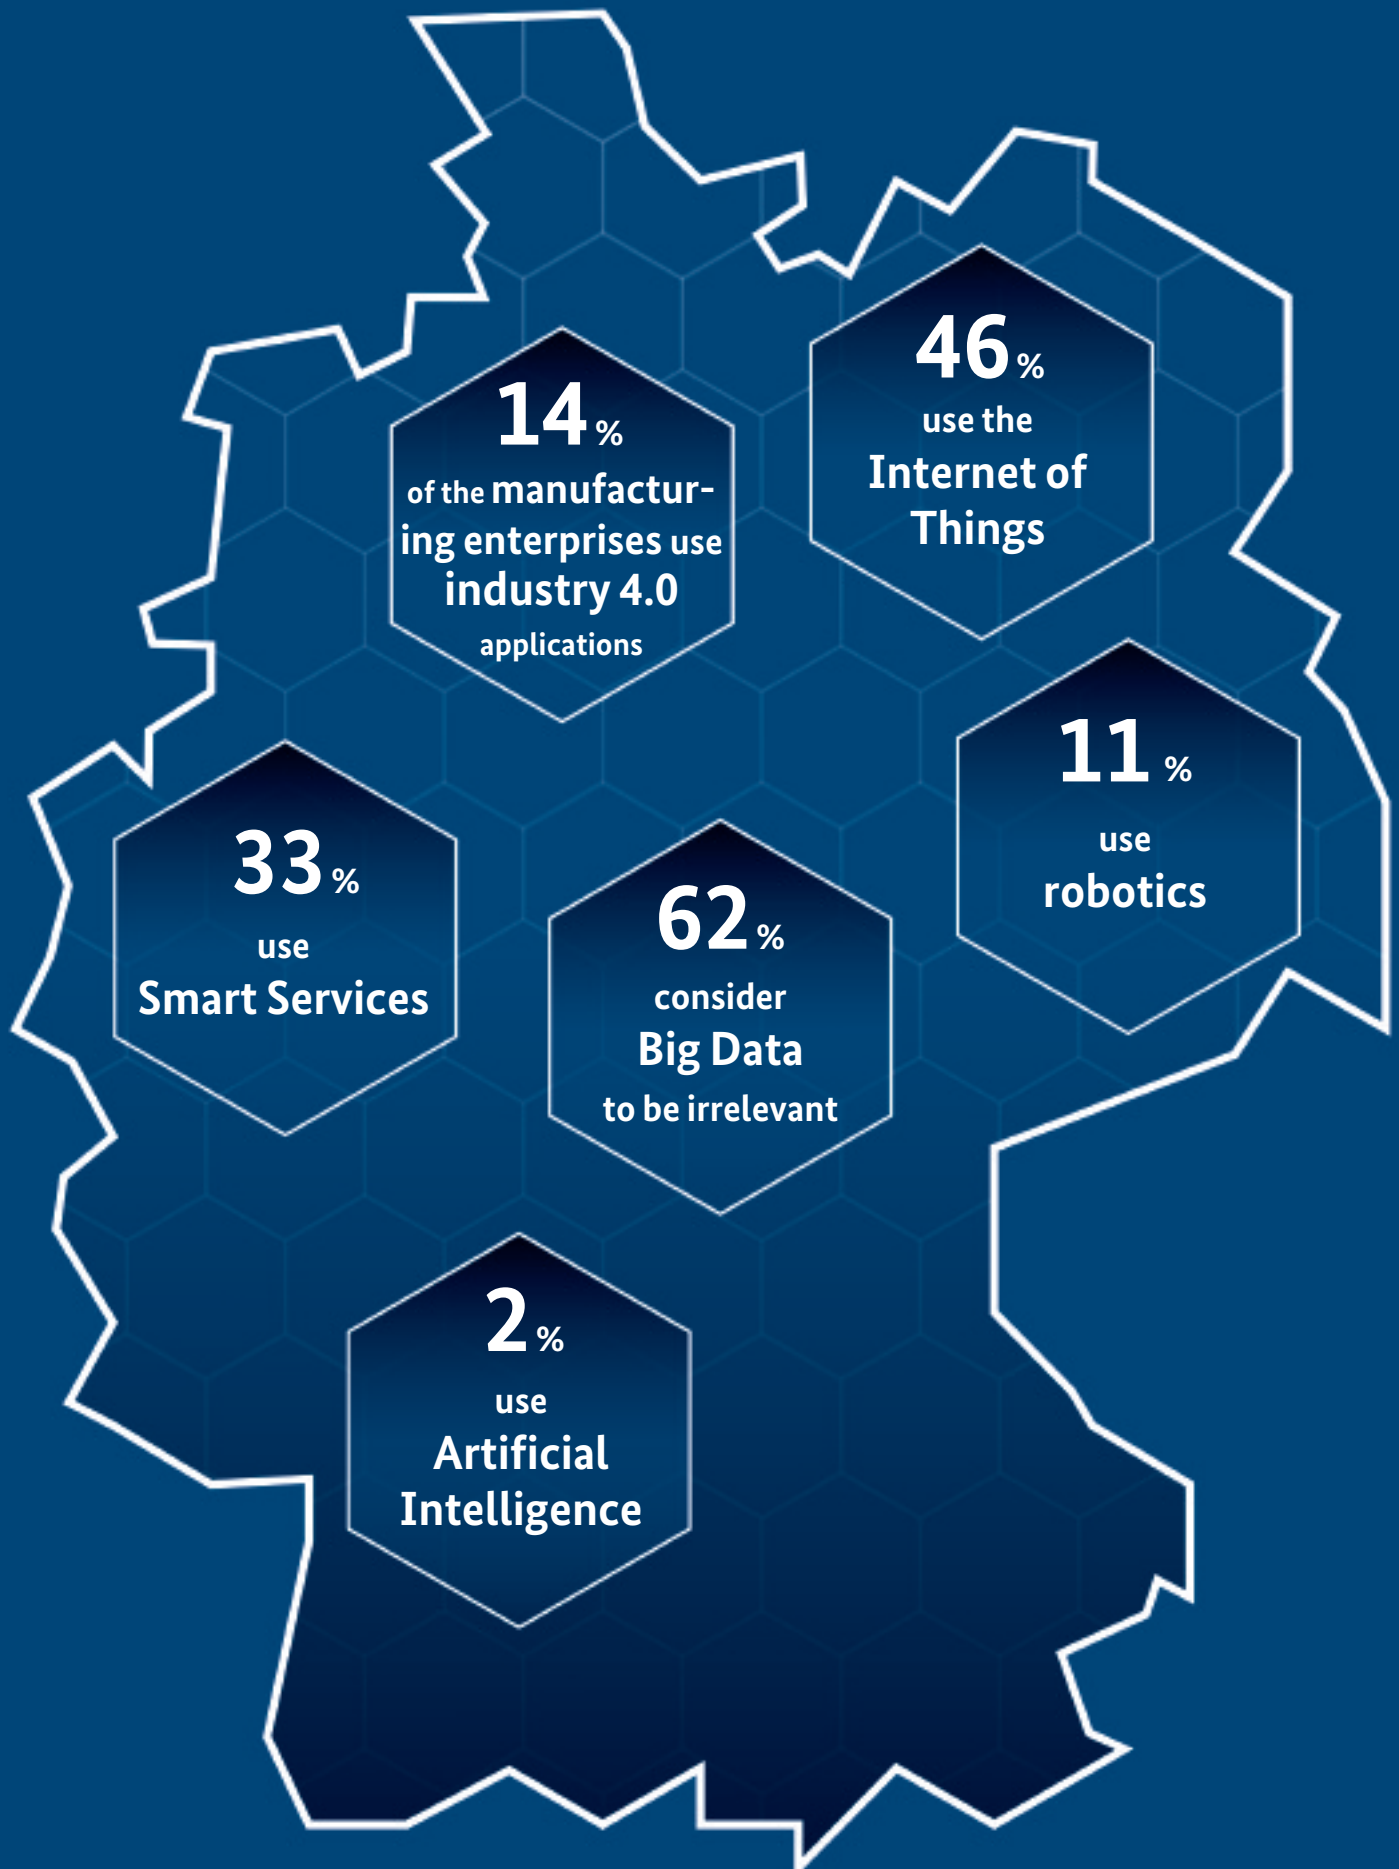 14 %
of the manufactur-
ing enterprises use
industry 4.0
applications
46 %
use the
Internet of
Things
11 %
use
robotics
33 %
use
Smart Services
62 %
consider
Big Data
to be irrelevant
2 %
use
Artificial
Intelligence